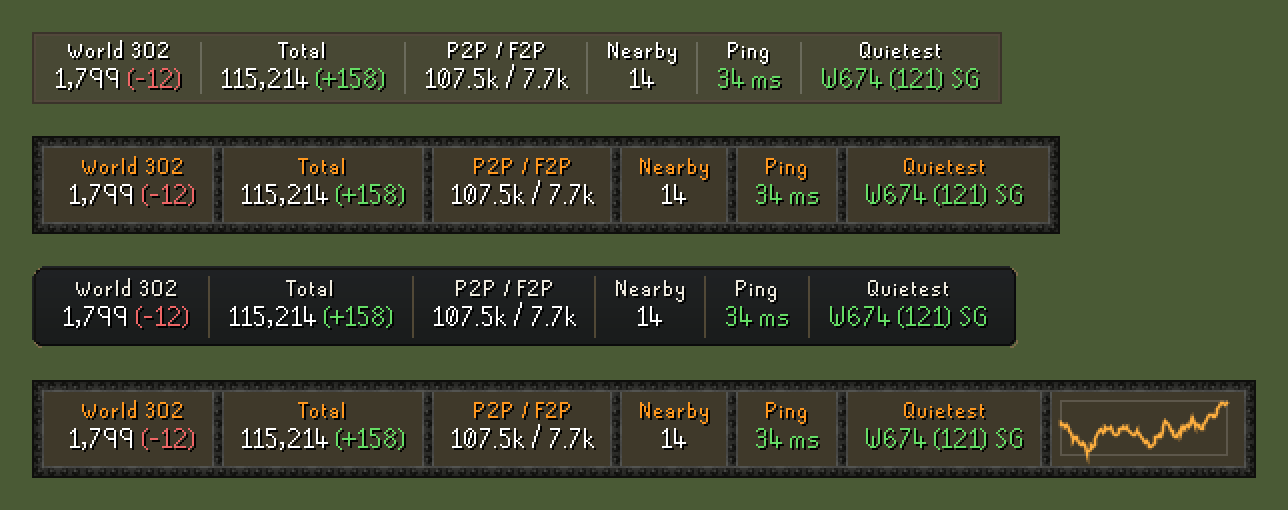 World 302 Total P2P / F2P Nearby Ping Quietest
1,799 (-12) 115,214 (+158) 107.5k / 7.7k 14 34 ms W674 (121) SG
World 302 Total P2P / F2P Nearby Ping Quietest
1,799 (-12) 115,214 (+158) 107.5k / 7.7k 14 34 ms W674 (121) SG
World 302 Total P2P / F2P Nearby Ping Quietest
1,799 (-12) 115,214 (+158) 107.5k / 7.7k 14 34 ms W674 (121) SG
World 302 Total P2P / F2P Nearby Ping Quietest
1,799 (-12) 115,214 (+158) 107.5k / 7.7k 14 34 ms W674 (121) SG